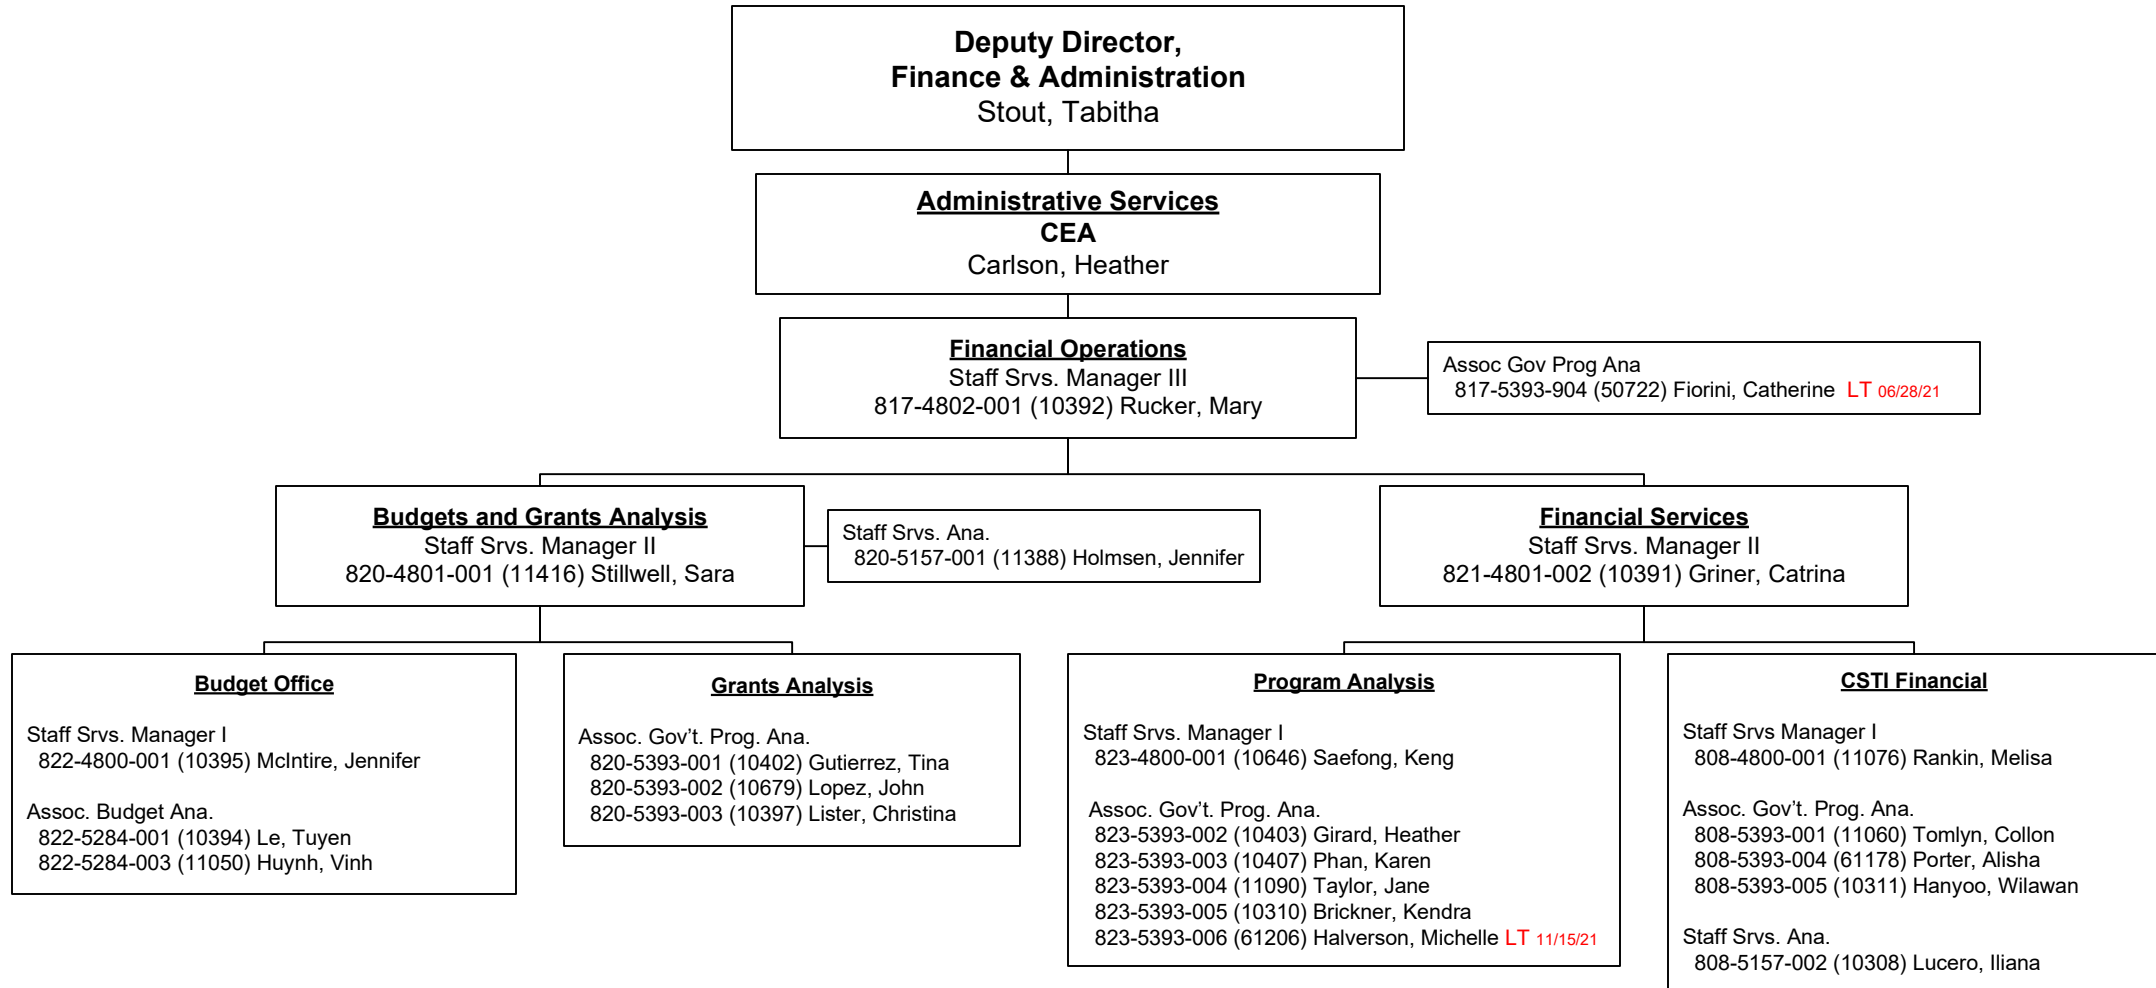 Deputy Director,
Finance & Administration
Stout, Tabitha
Administrative Services
CEA
Carlson, Heather
Financial Operations
Staff Srvs. Manager III
817-4802-001 (10392) Rucker, Mary
Assoc Gov Prog Ana
817-5393-904 (50722) Fiorini, Catherine LT 06/28/21
Budgets and Grants Analysis
Staff Srvs. Manager II
820-4801-001 (11416) Stillwell, Sara
Staff Srvs. Ana.
820-5157-001 (11388) Holmsen, Jennifer
Financial Services
Staff Srvs. Manager II
821-4801-002 (10391) Griner, Catrina
Budget Office
Staff Srvs. Manager I
822-4800-001 (10395) McIntire, Jennifer
Assoc. Budget Ana.
822-5284-001 (10394) Le, Tuyen
822-5284-003 (11050) Huynh, Vinh
Grants Analysis
Assoc. Gov’t. Prog. Ana.
820-5393-001 (10402) Gutierrez, Tina
820-5393-002 (10679) Lopez, John
820-5393-003 (10397) Lister, Christina
Program Analysis
Staff Srvs. Manager I
823-4800-001 (10646) Saefong, Keng
Assoc. Gov’t. Prog. Ana.
823-5393-002 (10403) Girard, Heather
823-5393-003 (10407) Phan, Karen
823-5393-004 (11090) Taylor, Jane
823-5393-005 (10310) Brickner, Kendra
823-5393-006 (61206) Halverson, Michelle LT 11/15/21
CSTI Financial
Staff Srvs Manager I
808-4800-001 (11076) Rankin, Melisa
Assoc. Gov’t. Prog. Ana.
808-5393-001 (11060) Tomlyn, Collon
808-5393-004 (61178) Porter, Alisha
808-5393-005 (10311) Hanyoo, Wilawan
Staff Srvs. Ana.
808-5157-002 (10308) Lucero, Iliana